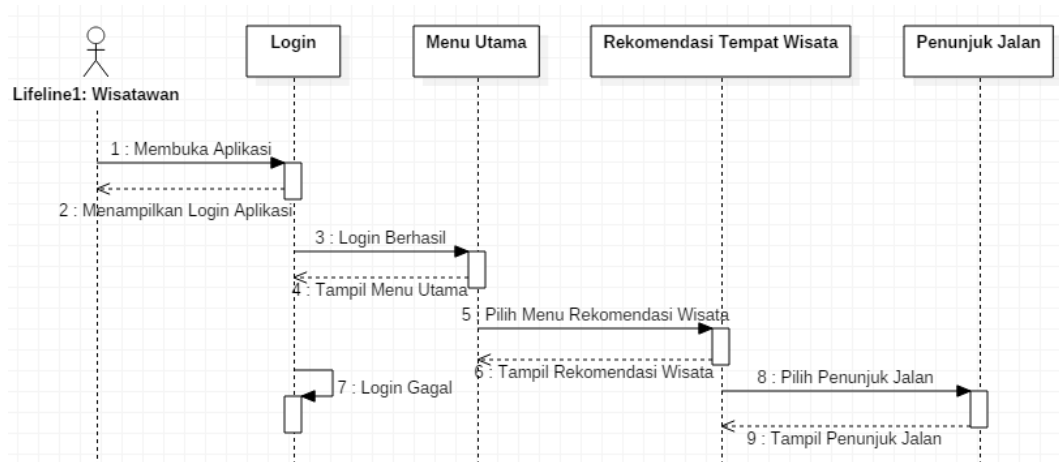 Login
Menu Utama
Rekomendasi Tempat Wisata
Penunjuk Jalan
Lifeline1: Wisatawan
1 : Membuka Aplikasi
2 : Menampilkan Login Aplikasi
3 : Login Berhasil
4 : Tampil Menu Utama
5 : Pilih Menu Rekomendasi Wisata
6 : Tampil Rekomendasi Wisata
7 : Login Gagal
8 : Pilih Penunjuk Jalan
9 : Tampil Penunjuk Jalan